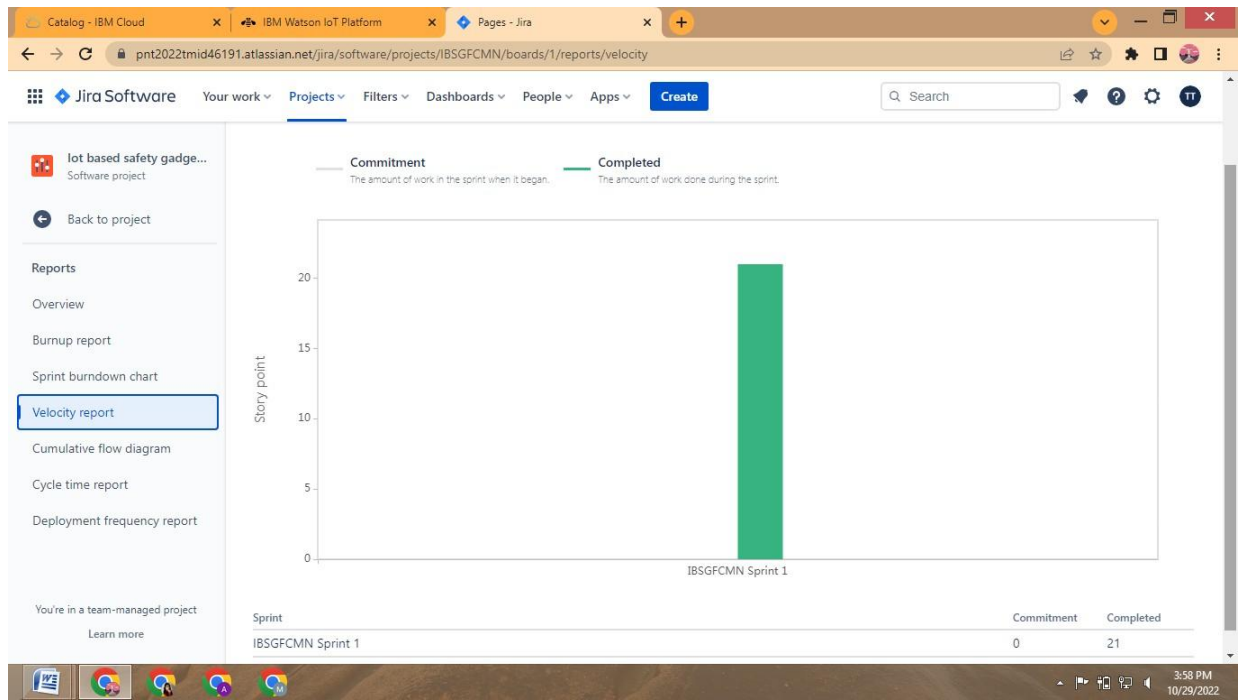 Catalog - IBM Cloud
IBM Watson IoT Platform
Pages - Jira
pnt2022tmid46191.atlassian.net/jira/software/projects/IBSGFCMN/boards/1/reports/velocity
Jira Software Your work Projects Filters Dashboards People Apps Create Search TT
Iot based safety gadge...
Software project
Back to project
Reports
Overview
Burnup report
Sprint burndown chart
Velocity report
Cumulative flow diagram
Cycle time report
Deployment frequency report
You're in a team-managed project
Learn more
Commitment
The amount of work in the sprint when it began.
Completed
The amount of work done during the sprint.
Story point
20
15
10
5
0
IBSGFCMN Sprint 1
Sprint Commitment Completed
IBSGFCMN Sprint 1 0 21
3:58 PM
10/29/2022